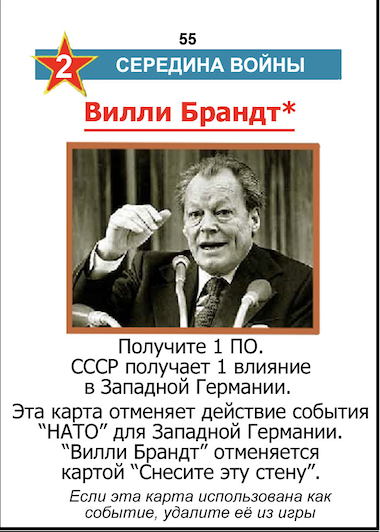 55
2 СЕРЕДИНА ВОЙНЫ
Вилли Брандт*
Получите 1 ПО.
СССР получает 1 влияние
в Западной Германии.
Эта карта отменяет действие события
“НАТО” для Западной Германии.
“Вилли Брандт” отменяется
картой “Снесите эту стену”.
Если эта карта использована как
событие, удалите её из игры